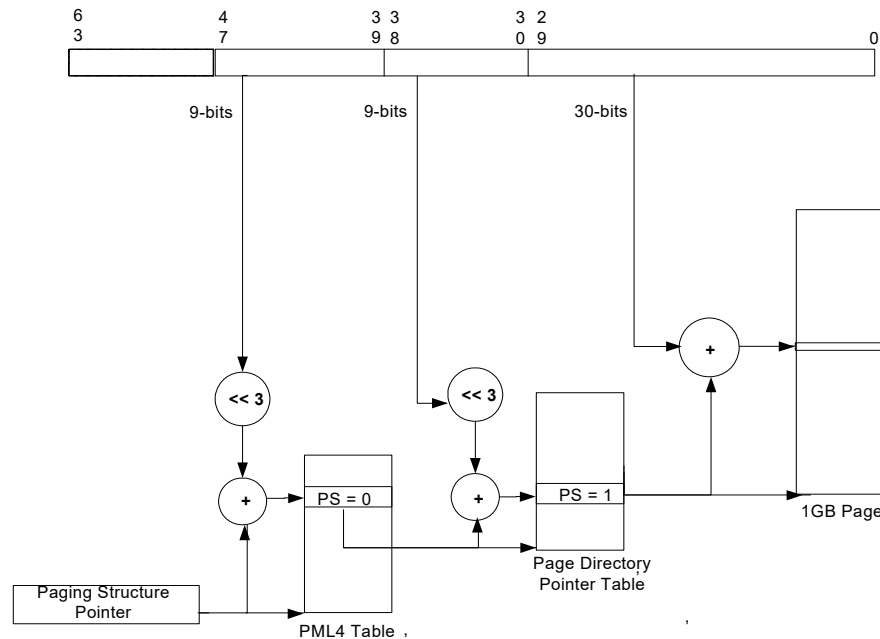 6 4 3 3 3 2
3 7 9 8 0 9 0
9-bits 9-bits 30-bits
<< 3 << 3
+
+ +
PS = 0 PS = 1
1GB Page
Page Directory
Pointer Table
Paging Structure
Pointer
PML4 Table ,
,